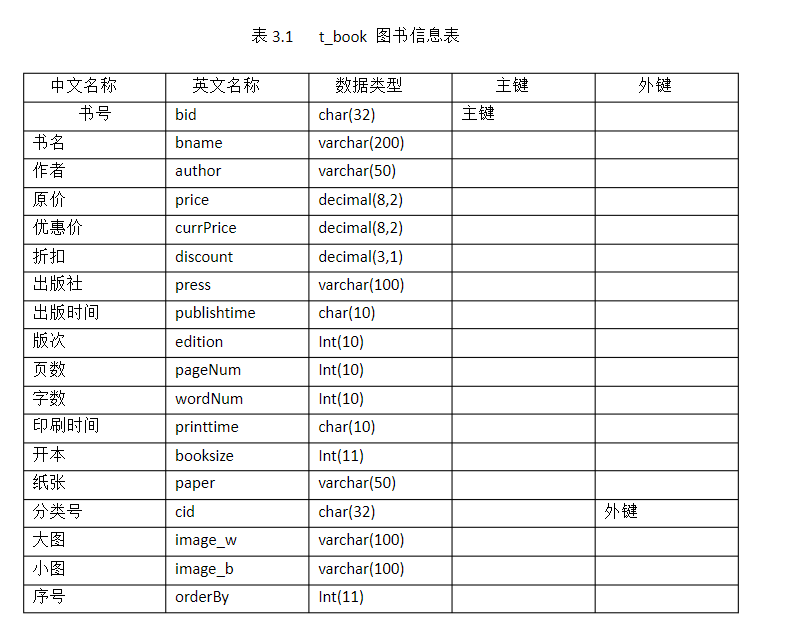 表 3.1 t_book 图书信息表
中文名称 英文名称 数据类型 主键 外键
书号 bid char(32) 主键
书名 bname varchar(200)
作者 author varchar(50)
原价 price decimal(8,2)
优惠价 currPrice decimal(8,2)
折扣 discount decimal(3,1)
出版社 press varchar(100)
出版时间 publishtime char(10)
版次 edition Int(10)
页数 pageNum Int(10)
字数 wordNum Int(10)
印刷时间 printtime char(10)
开本 booksize Int(11)
纸张 paper varchar(50)
分类号 cid char(32) 外键
大图 image_w varchar(100)
小图 image_b varchar(100)
序号 orderBy Int(11)